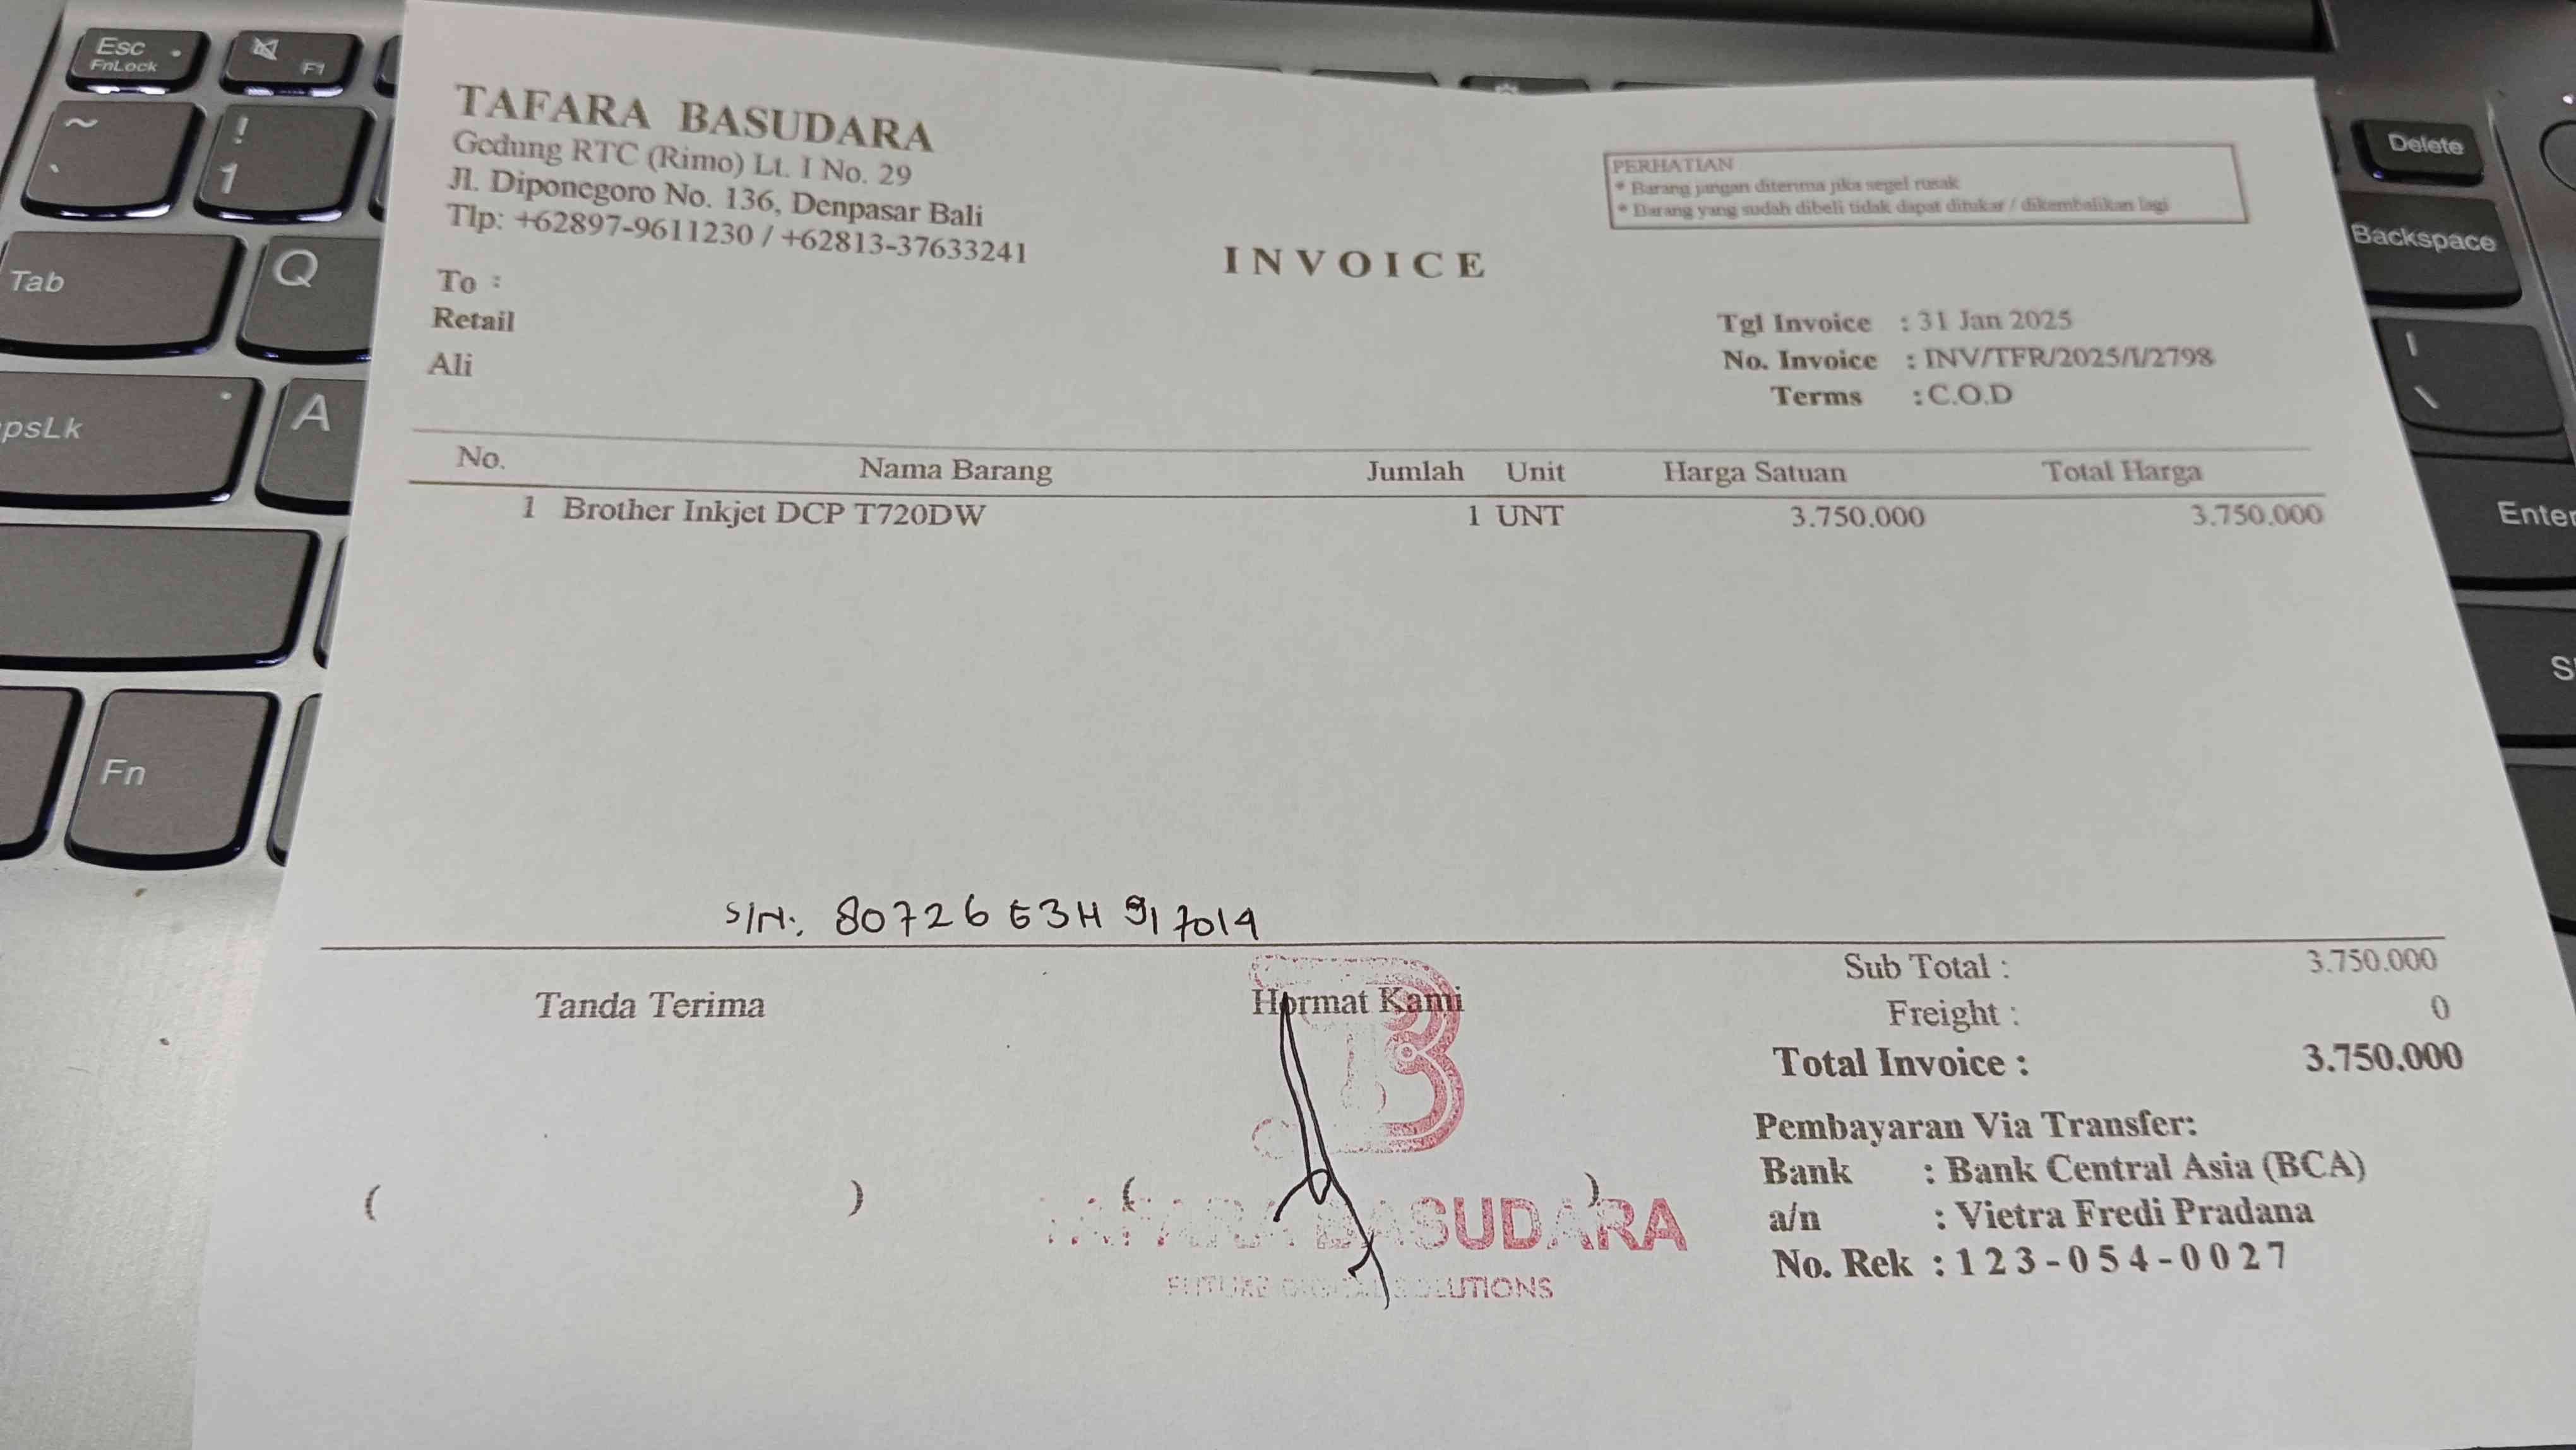 TAFARA BASUDARA
Gedung RTC (Rimo) Lt. I No. 29
Jl. Diponegoro No. 136, Denpasar Bali
Tlp: +62897-9611230 / +62813-37633241
PERHATIAN
* Barang jangan diterima jika segel rusak
* Barang yang sudah dibeli tidak dapat ditukar / dikembalikan lagi
INVOICE
To :
Retail
Ali
Tgl Invoice : 31 Jan 2025
No. Invoice : INV/TFR/2025/I/2798
Terms : C.O.D
No. Nama Barang Jumlah Unit Harga Satuan Total Harga
1 Brother Inkjet DCP T720DW 1 UNT 3.750.000 3.750.000
S/N: 80726E3H917019
Tanda Terima
( )
Hormat Kami
( )
TAFARA BASUDARA
FUTURE DIGITAL SOLUTIONS
Sub Total : 3.750.000
Freight : 0
Total Invoice : 3.750.000
Pembayaran Via Transfer:
Bank : Bank Central Asia (BCA)
a/n : Vietra Fredi Pradana
No. Rek : 123-054-0027
Esc
FnLock
F1
~
`
!
1
Tab
Q
psLk
A
Fn
Delete
Backspace
|
\
Enter
S